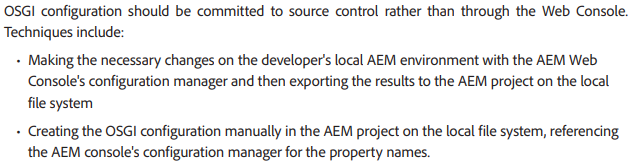 OSGI configuration should be committed to source control rather than through the Web Console.
Techniques include:
• Making the necessary changes on the developer's local AEM environment with the AEM Web
Console's configuration manager and then exporting the results to the AEM project on the local
file system
• Creating the OSGI configuration manually in the AEM project on the local file system, referencing
the AEM console's configuration manager for the property names.